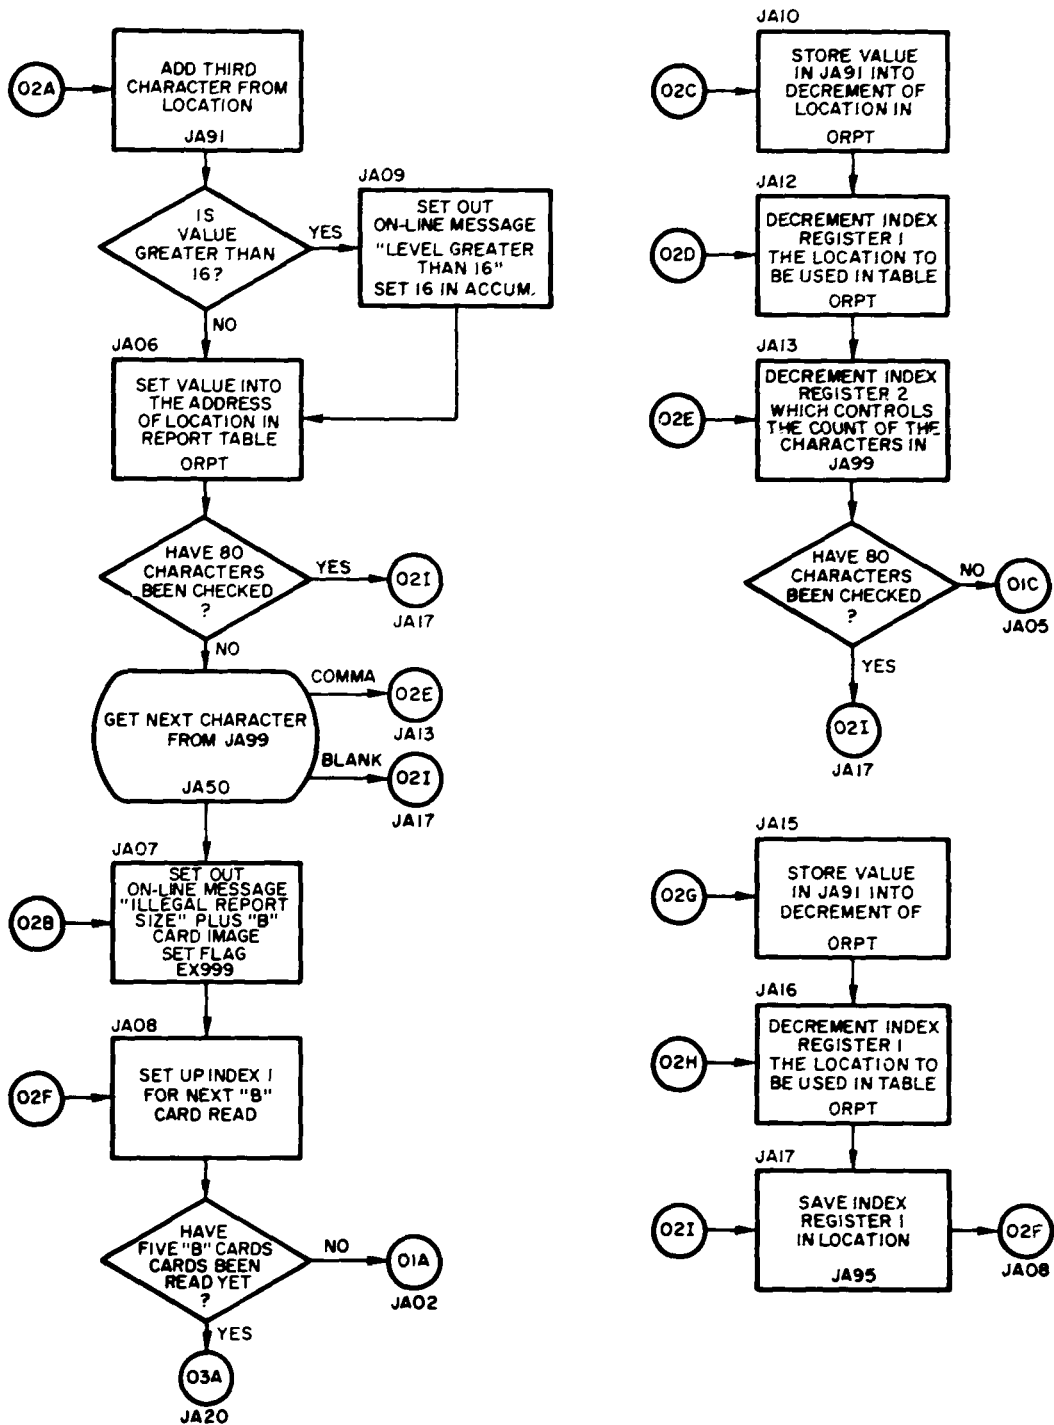 02A
ADD THIRD
CHARACTER FROM
LOCATION
JA91
IS
VALUE
GREATER THAN
16?
YES
NO
JA09
SET OUT
ON-LINE MESSAGE
"LEVEL GREATER
THAN 16"
SET 16 IN ACCUM.
JA06
SET VALUE INTO
THE ADDRESS
OF LOCATION IN
REPORT TABLE
ORPT
HAVE 80
CHARACTERS
BEEN CHECKED
?
YES
02I
JA17
NO
GET NEXT CHARACTER
FROM JA99
JA50
COMMA
02E
JA13
BLANK
02I
JA17
JA07
02B
SET OUT
ON-LINE MESSAGE
"ILLEGAL REPORT
SIZE" PLUS "B"
CARD IMAGE
SET FLAG
EX999
JA08
02F
SET UP INDEX 1
FOR NEXT "B"
CARD READ
HAVE
FIVE "B" CARDS
CARDS BEEN
READ YET
?
NO
01A
JA02
YES
03A
JA20
JA10
02C
STORE VALUE
IN JA91 INTO
DECREMENT OF
LOCATION IN
ORPT
JA12
02D
DECREMENT INDEX
REGISTER 1
THE LOCATION TO
BE USED IN TABLE
ORPT
JA13
02E
DECREMENT INDEX
REGISTER 2
WHICH CONTROLS
THE COUNT OF THE
CHARACTERS IN
JA99
HAVE 80
CHARACTERS
BEEN CHECKED
?
NO
01C
JA05
YES
02I
JA17
JA15
02G
STORE VALUE
IN JA91 INTO
DECREMENT OF
ORPT
JA16
02H
DECREMENT INDEX
REGISTER 1
THE LOCATION TO
BE USED IN TABLE
ORPT
JA17
02I
SAVE INDEX
REGISTER 1
IN LOCATION
JA95
02F
JA08